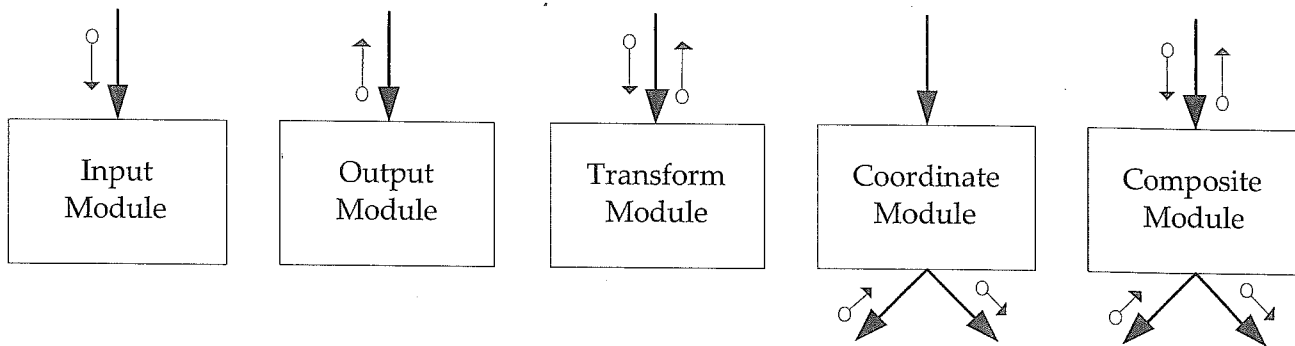 Input
Module
Output
Module
Transform
Module
Coordinate
Module
Composite
Module